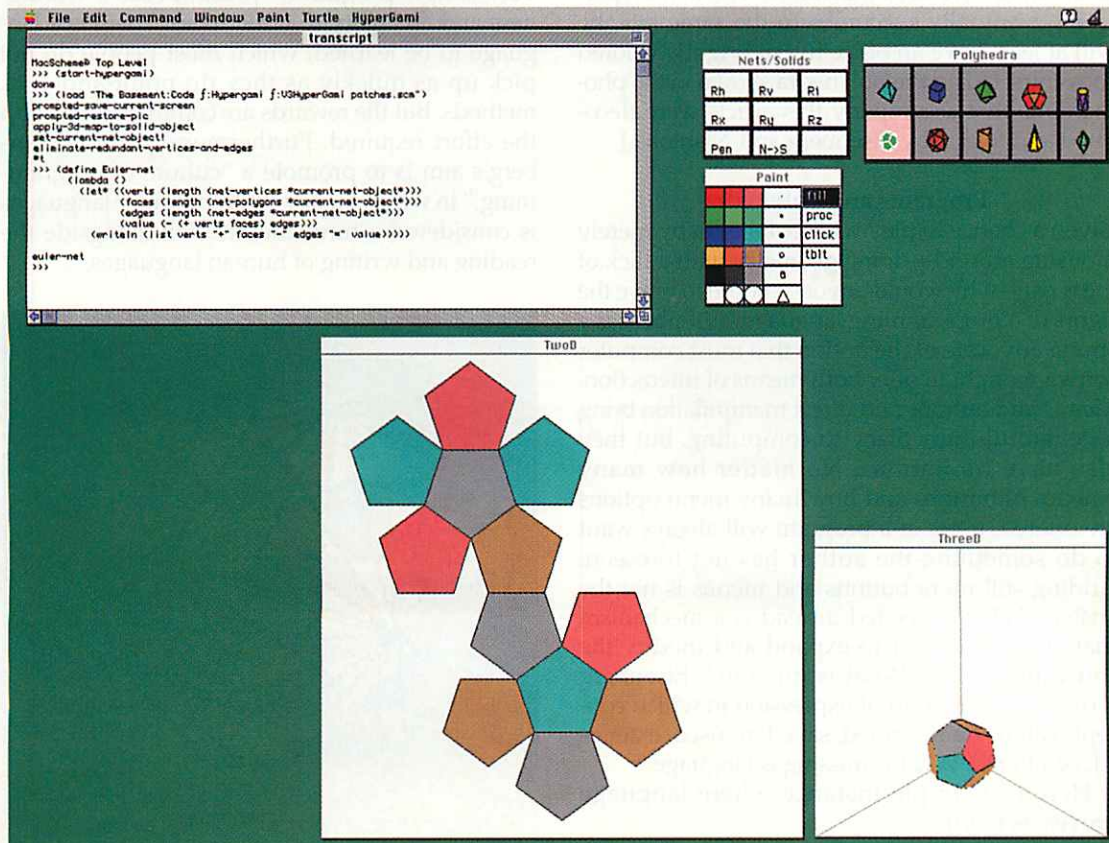 File Edit Command Window Paint Turtle HyperGami
transcript
MacScheme® Top Level
>>> (start-hypergami)
done
>>> (load "The Basement:Code ƒ:Hypergami ƒ:VSHyperGami
prompted-save-current-screen
prompted-restore-pic
apply-3d-map-to-solid-object
set-current-net-object!
eliminate-redundant-vertices-and-edges
#t
>>> (define Euler-net
(lambda ()
(let* ((verts (length (net-vertices *current-net-object*)))
(faces (length (net-polygons *current-net-object*)))
(edges (length (net-edges *current-net-object*)))
(value (- (+ verts faces) edges)))
(writeln (list verts "+" faces "-" edges "=" value)))))
euler-net
>>>
Nets/Solids
Rh Rv Ri
Rx Ry Rz
Pen N->S
Polyhedra
Paint
fill
proc
click
tblt
TwoD
ThreeD